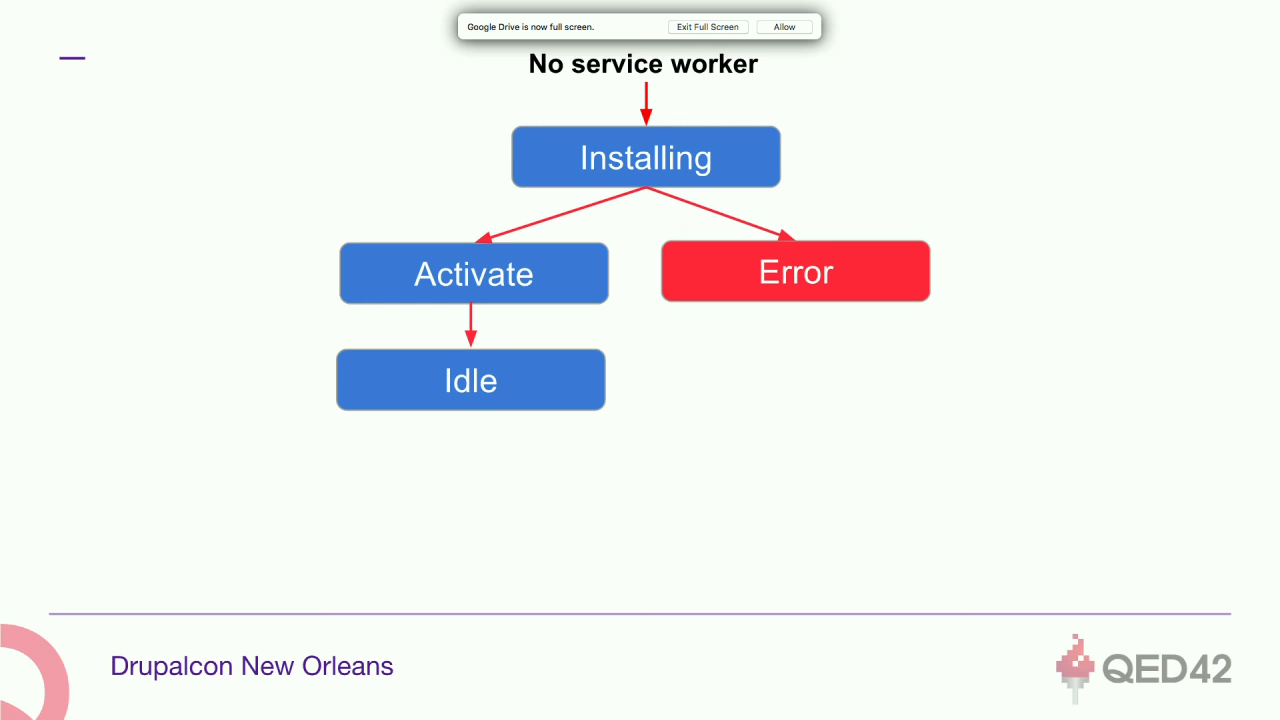 Google Drive is now full screen. Exit Full Screen Allow
No service worker
Installing
Activate Error
Idle
Drupalcon New Orleans
QED42